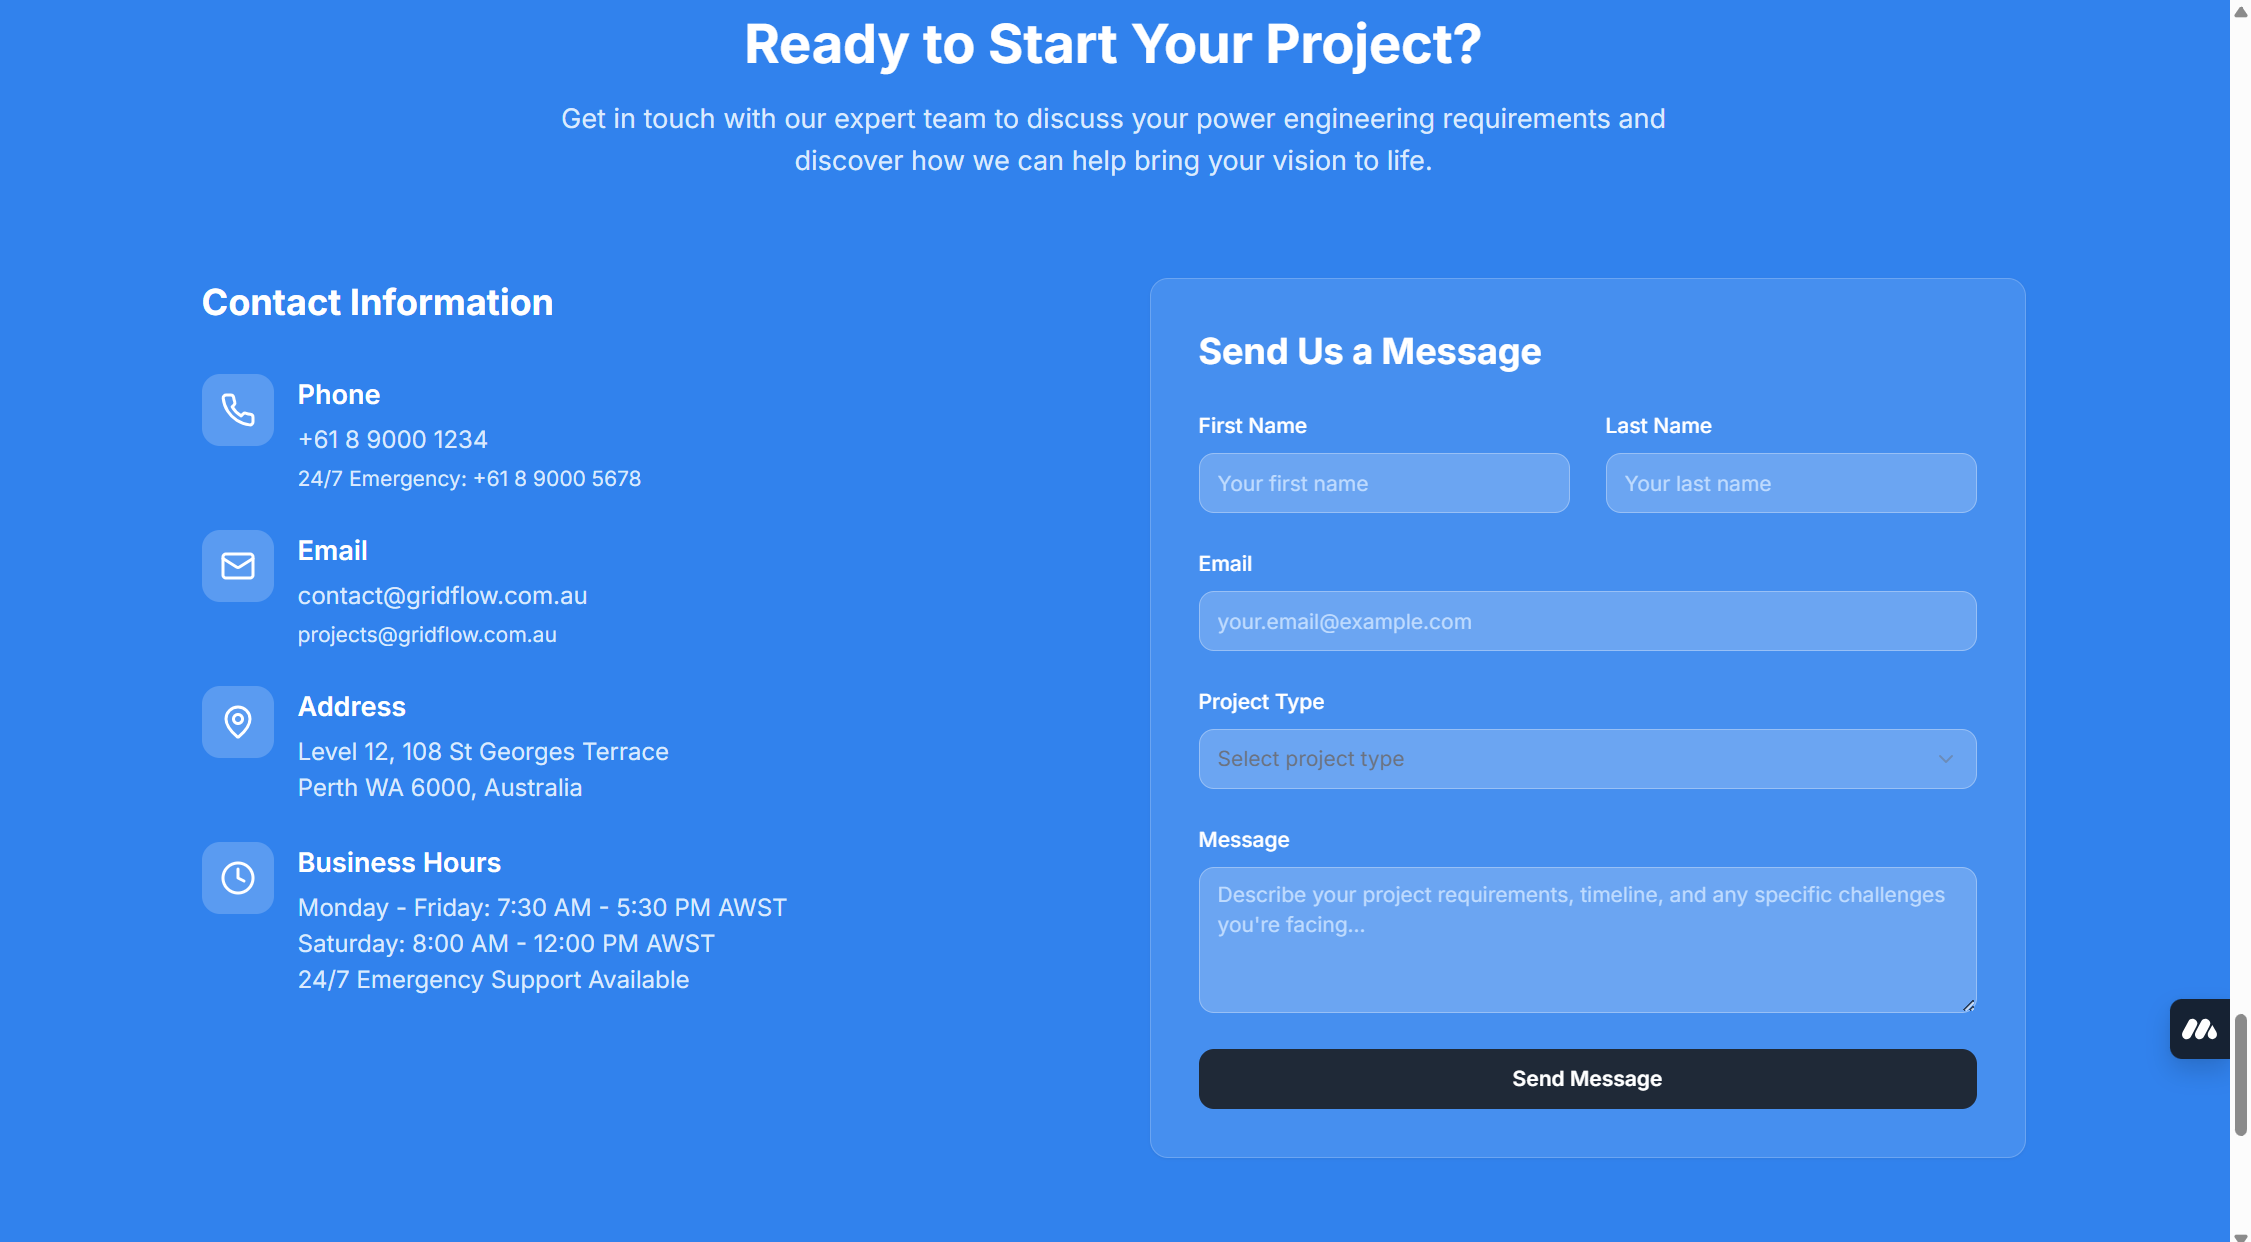 Ready to Start Your Project?
Get in touch with our expert team to discuss your power engineering requirements and
discover how we can help bring your vision to life.
Contact Information
Phone
+61 8 9000 1234
24/7 Emergency: +61 8 9000 5678
Email
contact@gridflow.com.au
projects@gridflow.com.au
Address
Level 12, 108 St Georges Terrace
Perth WA 6000, Australia
Business Hours
Monday - Friday: 7:30 AM - 5:30 PM AWST
Saturday: 8:00 AM - 12:00 PM AWST
24/7 Emergency Support Available
Send Us a Message
First Name
Last Name
Your first name
Your last name
Email
your.email@example.com
Project Type
Select project type
Message
Describe your project requirements, timeline, and any specific challenges
you're facing...
Send Message